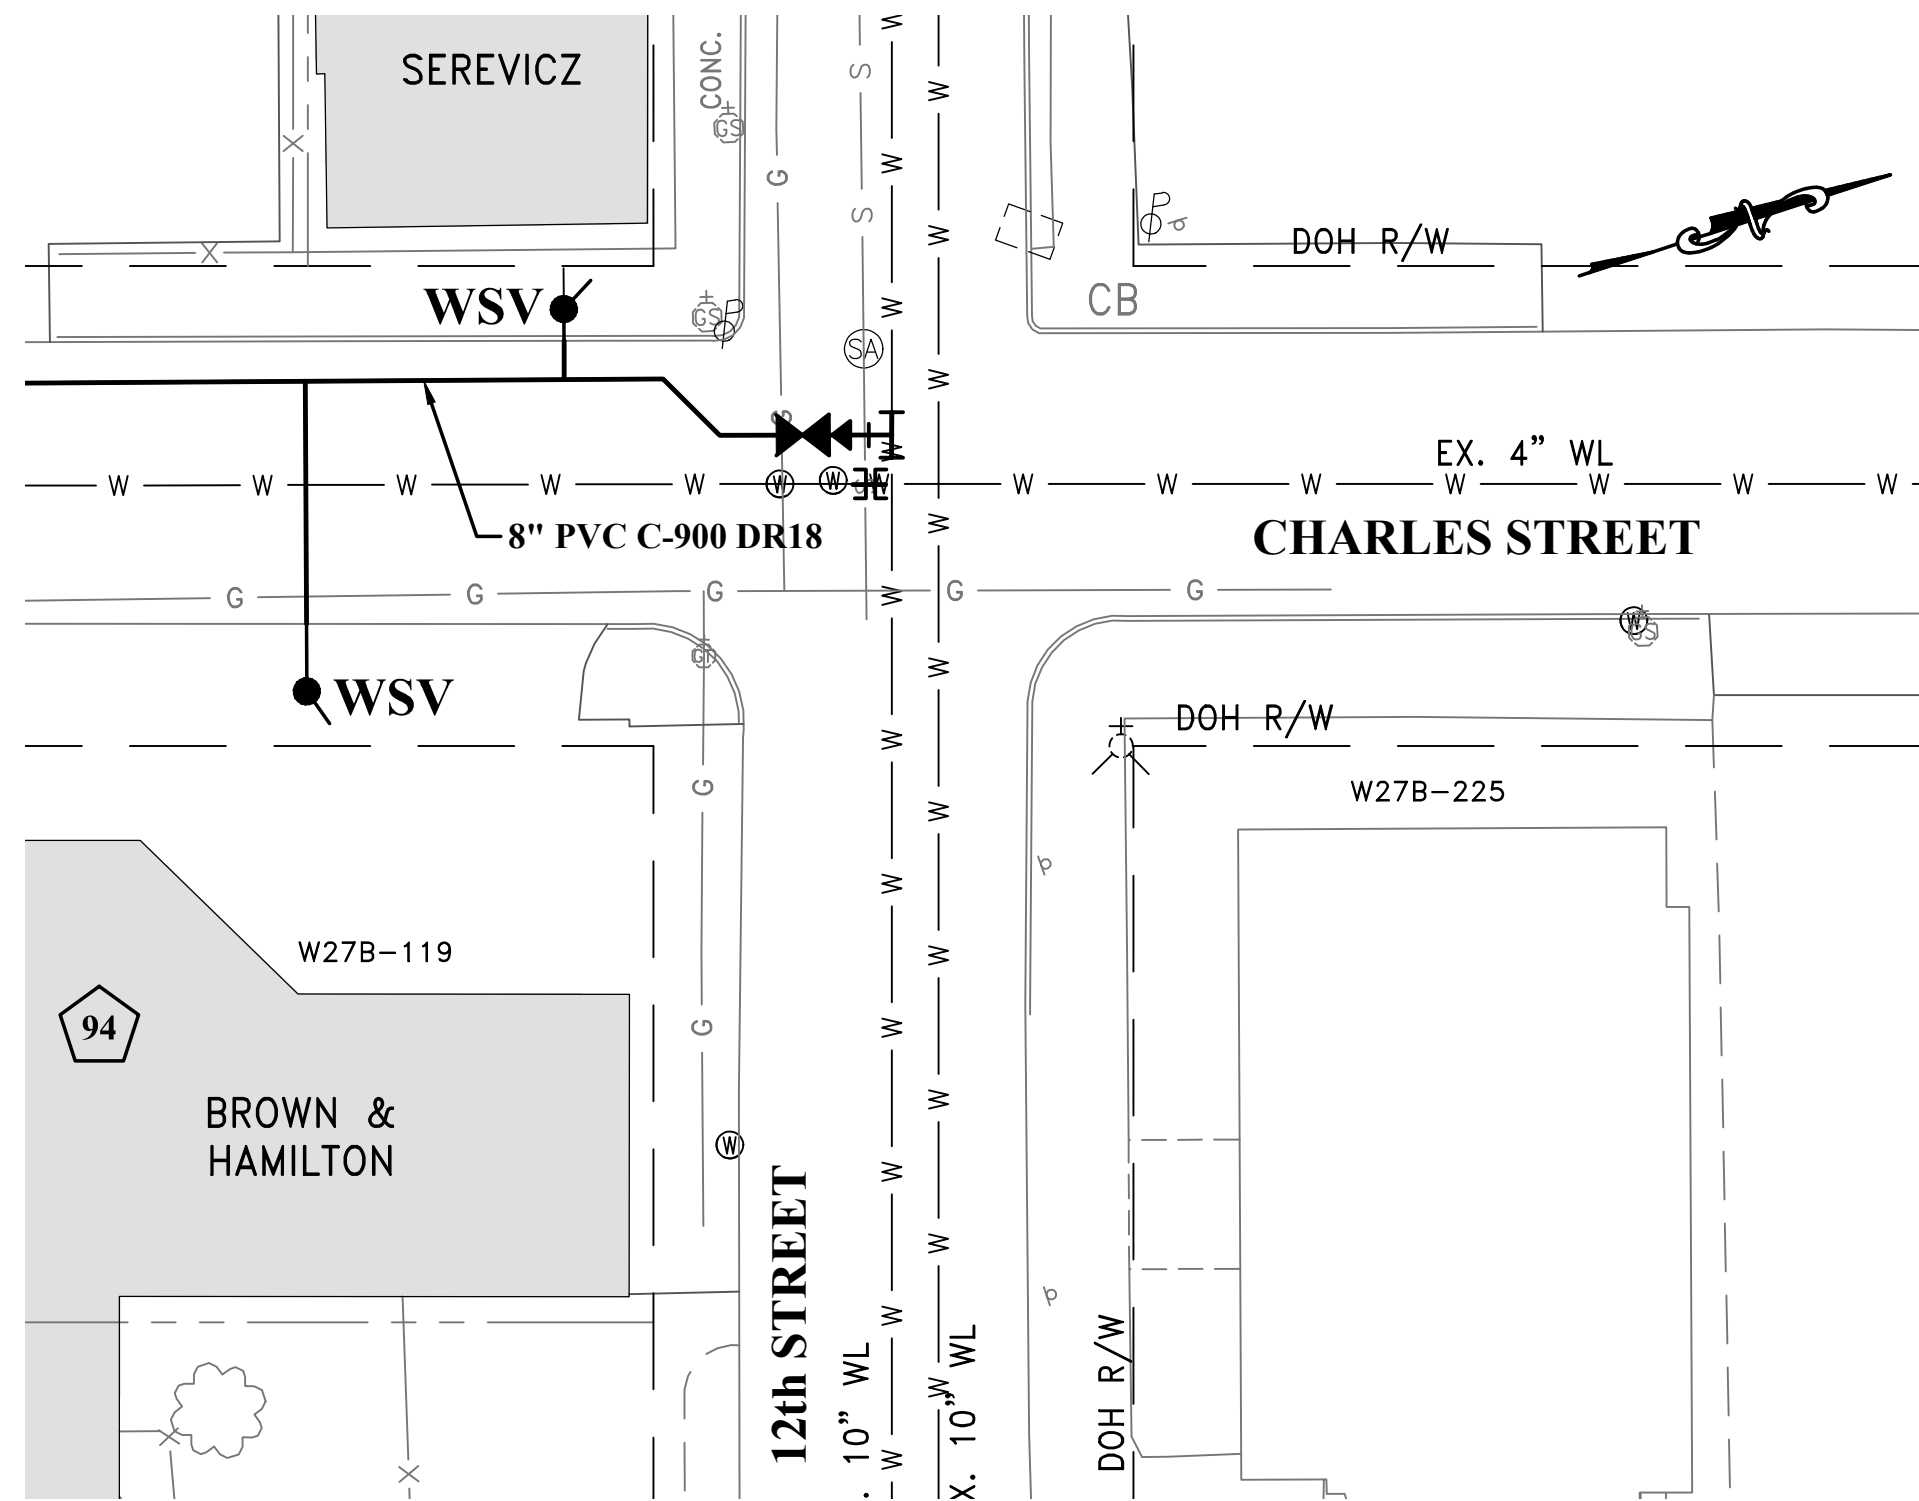 SEREVICZ
CONC.
GS
S
W
W
G
X
W
S
DOH R/W
X
WSV
GS
CB
SA
W
G
EX. 4” WL
W W W W W W W W W W W W W
8" PVC C-900 DR18
CHARLES STREET
G G G G G
W
GS
WSV
DOH R/W
W27B-225
G
W
W27B-119
94
G
BROWN &
HAMILTON
W
12th STREET
. 10” WL
X. 10” WL
DOH R/W
X
X